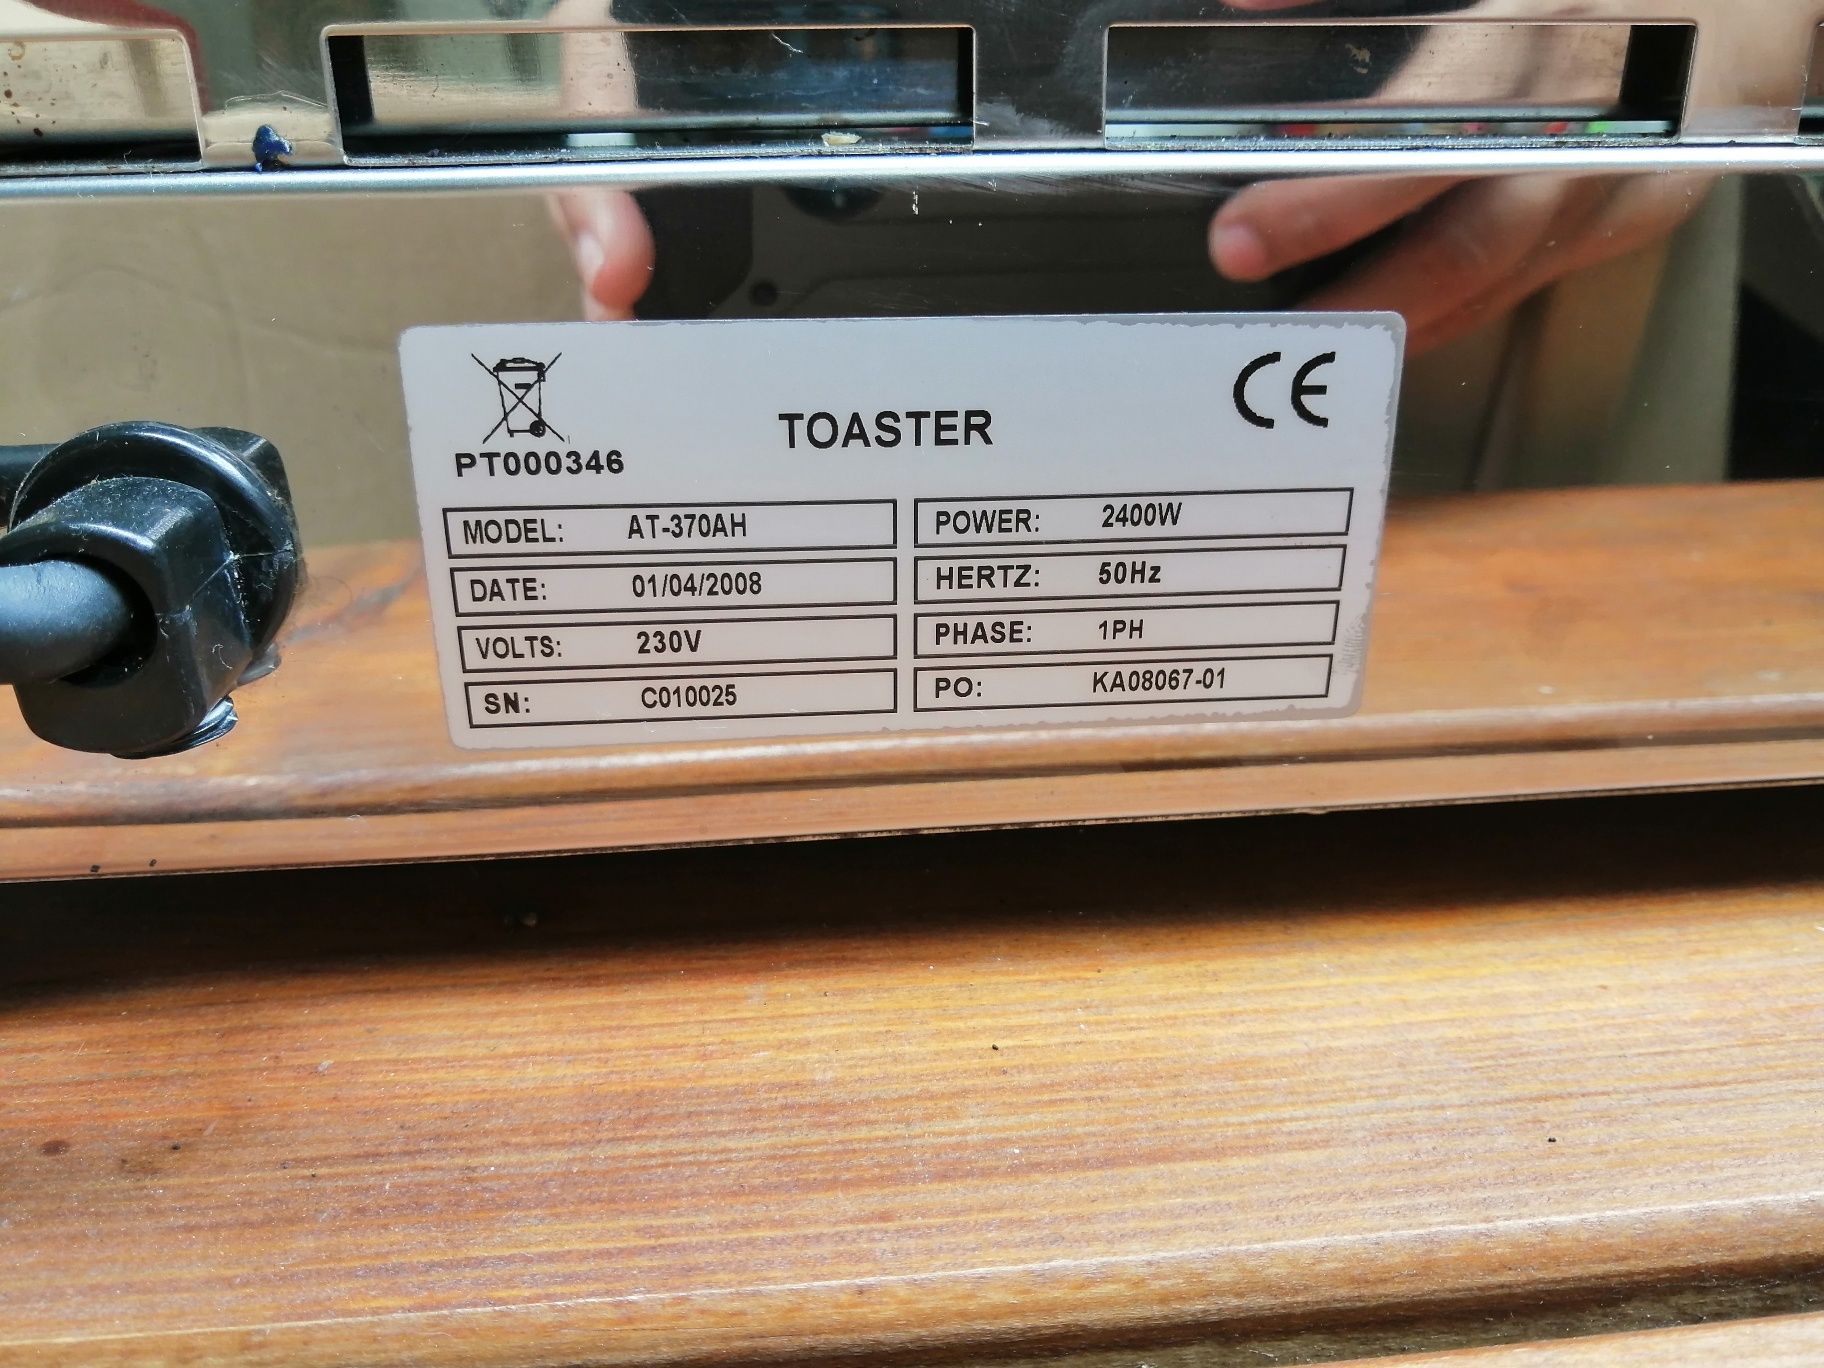 CE
TOASTER
PT000346
MODEL: AT-370AH
POWER: 2400W
DATE: 01/04/2008
HERTZ: 50Hz
VOLTS: 230V
PHASE: 1PH
SN: C010025
PO: KA08067-01